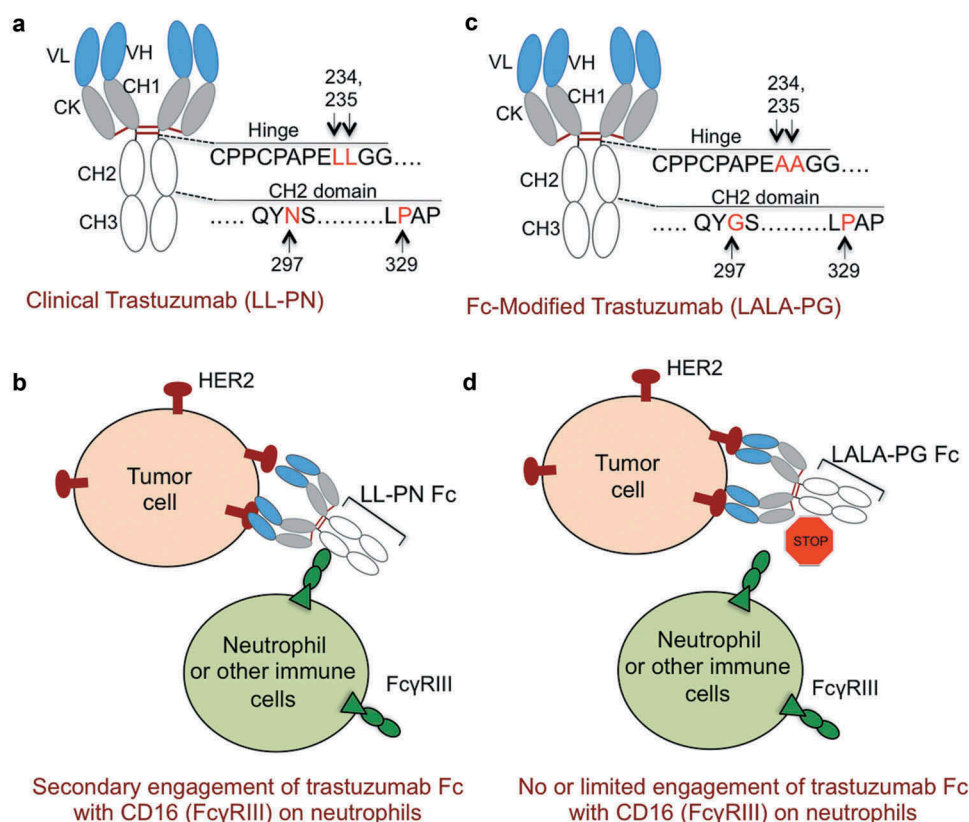 a
VL
VH
CK
CH1
234,
235
Hinge
CPPCPAPELLGG....
CH2
CH2 domain
..... QYNS.........LPAP
CH3
297
329
Clinical Trastuzumab (LL-PN)
c
VL
VH
CK
CH1
234,
235
Hinge
CPPCPAPEAAGG....
CH2
CH2 domain
..... QYGS.........LPAP
CH3
297
329
Fc-Modified Trastuzumab (LALA-PG)
b
HER2
Tumor
cell
LL-PN Fc
Neutrophil
or other immune
cells
FcγRIII
Secondary engagement of trastuzumab Fc
with CD16 (FcγRIII) on neutrophils
d
HER2
Tumor
cell
LALA-PG Fc
STOP
Neutrophil
or other immune
cells
FcγRIII
No or limited engagement of trastuzumab Fc
with CD16 (FcγRIII) on neutrophils